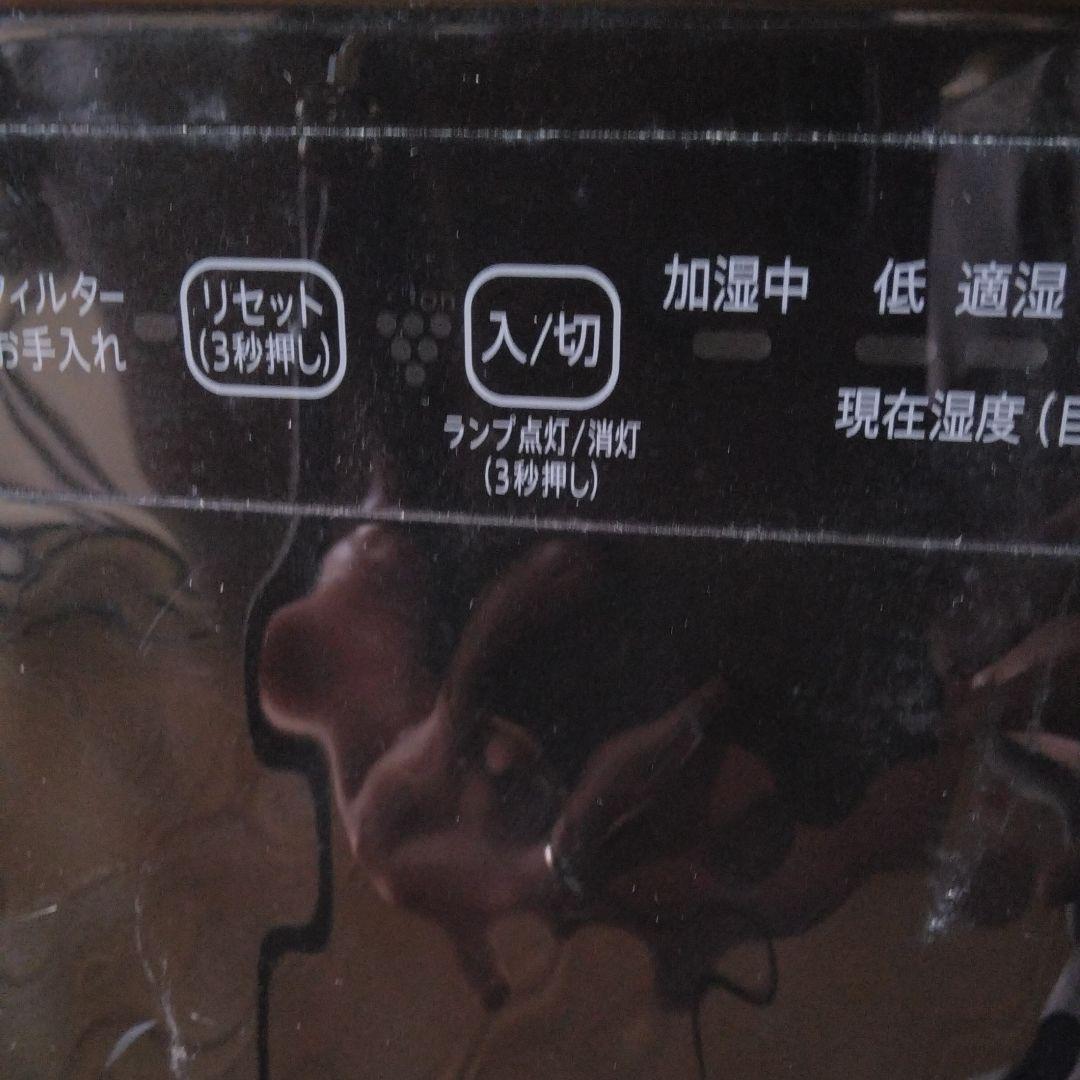 フィルター
お手入れ
リセット
(3秒押し)
入/切
ランプ点灯/消灯
(3秒押し)
加湿中
低 適湿
現在湿度(目